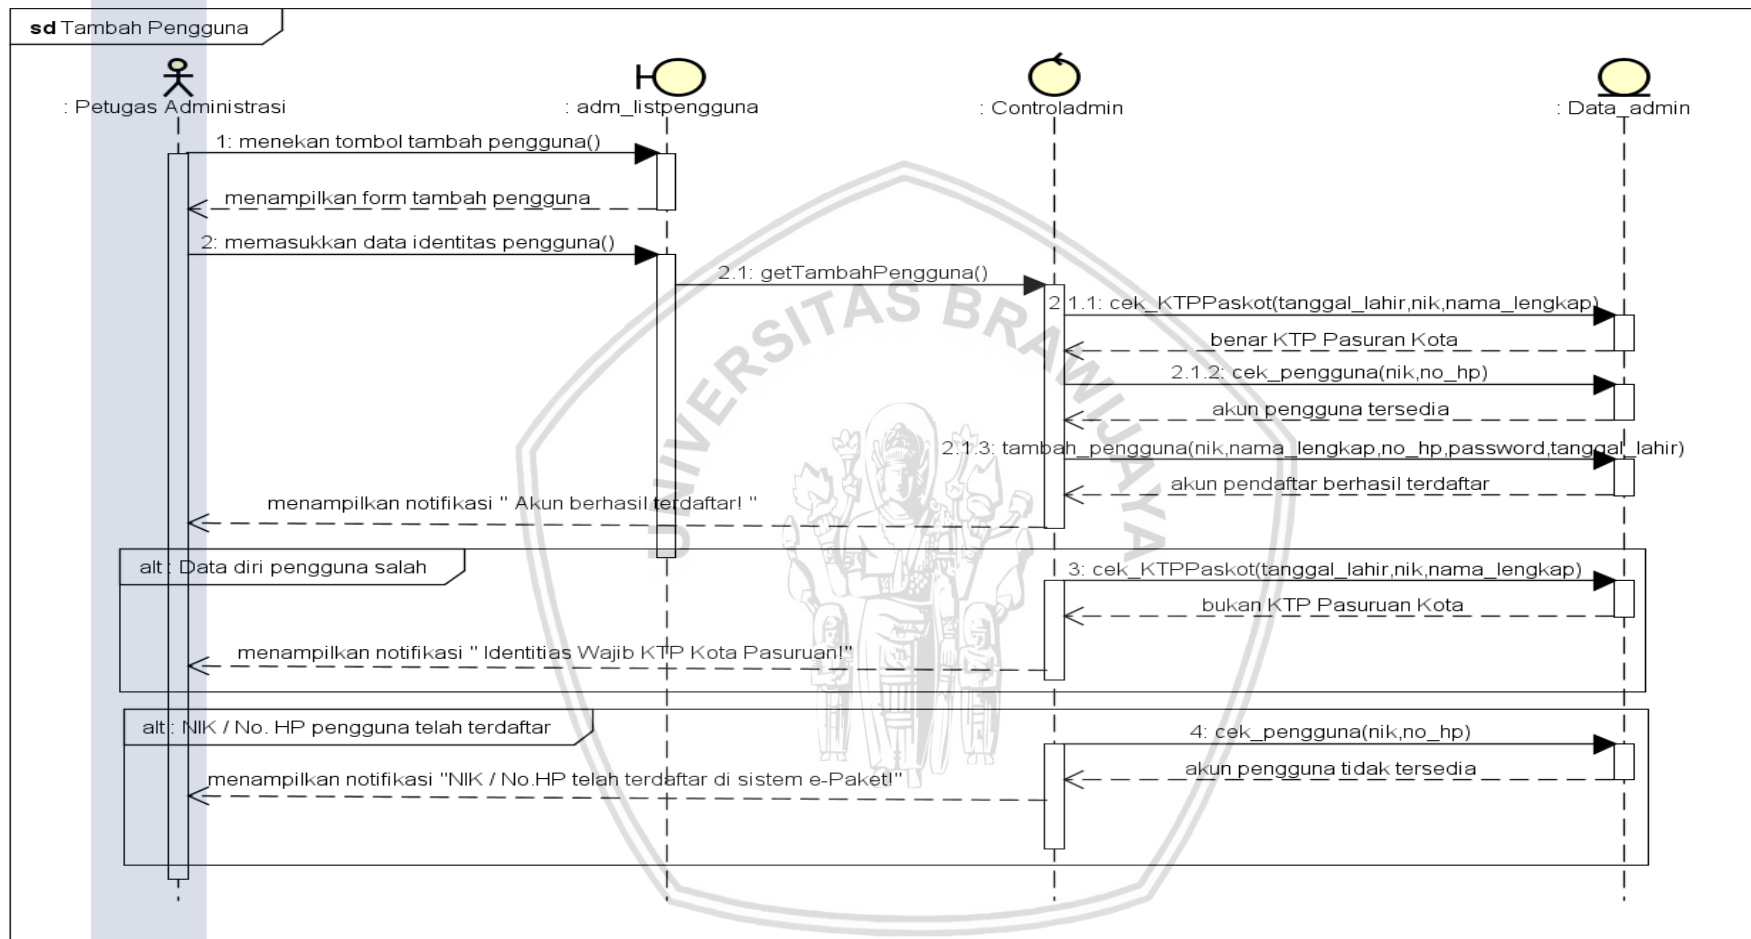 sd Tambah Pengguna
: Petugas Administrasi
: adm_listpengguna
: Controladmin
: Data_admin
1: menekan tombol tambah pengguna()
menampilkan form tambah pengguna
2: memasukkan data identitas pengguna()
2.1: getTambahPengguna()
2.1.1: cek_KTPPaskot(tanggal_lahir,nik,nama_lengkap)
benar KTP Pasuran Kota
2.1.2: cek_pengguna(nik,no_hp)
akun pengguna tersedia
2.1.3: tambah_pengguna(nik,nama_lengkap,no_hp,password,tanggal_lahir)
akun pendaftar berhasil terdaftar
menampilkan notifikasi " Akun berhasil terdaftar! "
alt : Data diri pengguna salah
3: cek_KTPPaskot(tanggal_lahir,nik,nama_lengkap)
bukan KTP Pasuruan Kota
menampilkan notifikasi " Identitias Wajib KTP Kota Pasuruan!"
alt : NIK / No. HP pengguna telah terdaftar
4: cek_pengguna(nik,no_hp)
akun pengguna tidak tersedia
menampilkan notifikasi "NIK / No.HP telah terdaftar di sistem e-Paket!"
UNIVERSITAS BRAWIJAYA